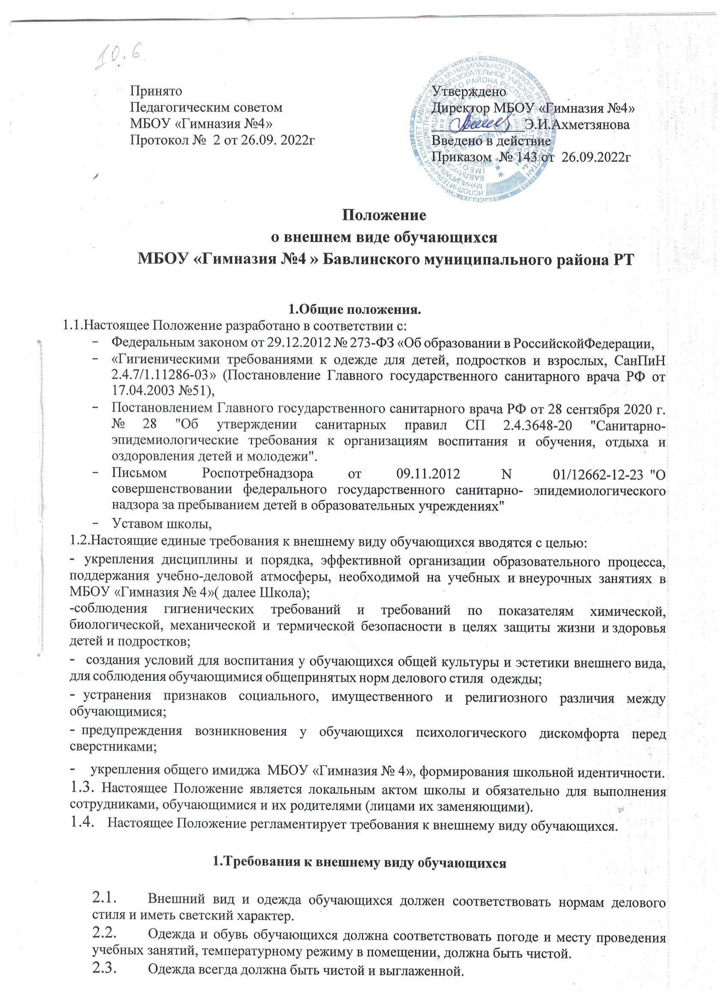 10.6
Принято
Педагогическим советом
МБОУ «Гимназия №4»
Протокол № 2 от 26.09. 2022г
Утверждено
Директор МБОУ «Гимназия №4»
Э.И.Ахметзянова
Введено в действие
Приказом № 143 от 26.09.2022г
Положение
о внешнем виде обучающихся
МБОУ «Гимназия №4 » Бавлинского муниципального района РТ
1.Общие положения.
1.1.Настоящее Положение разработано в соответствии с:
- Федеральным законом от 29.12.2012 № 273-ФЗ «Об образовании в РоссийскойФедерации,
- «Гигиеническими требованиями к одежде для детей, подростков и взрослых, СанПиН
2.4.7/1.11286-03» (Постановление Главного государственного санитарного врача РФ от
17.04.2003 №51),
- Постановлением Главного государственного санитарного врача РФ от 28 сентября 2020 г.
№ 28 "Об утверждении санитарных правил СП 2.4.3648-20 "Санитарно-
эпидемиологические требования к организациям воспитания и обучения, отдыха и
оздоровления детей и молодежи".
- Письмом Роспотребнадзора от 09.11.2012 N 01/12662-12-23 "О
совершенствовании федерального государственного санитарно- эпидемиологического
надзора за пребыванием детей в образовательных учреждениях"
- Уставом школы,
1.2.Настоящие единые требования к внешнему виду обучающихся вводятся с целью:
- укрепления дисциплины и порядка, эффективной организации образовательного процесса,
поддержания учебно-деловой атмосферы, необходимой на учебных и внеурочных занятиях в
МБОУ «Гимназия № 4»( далее Школа);
-соблюдения гигиенических требований и требований по показателям химической,
биологической, механической и термической безопасности в целях защиты жизни и здоровья
детей и подростков;
- создания условий для воспитания у обучающихся общей культуры и эстетики внешнего вида,
для соблюдения обучающимися общепринятых норм делового стиля одежды;
- устранения признаков социального, имущественного и религиозного различия между
обучающимися;
- предупреждения возникновения у обучающихся психологического дискомфорта перед
сверстниками;
- укрепления общего имиджа МБОУ «Гимназия № 4», формирования школьной идентичности.
1.3. Настоящее Положение является локальным актом школы и обязательно для выполнения
сотрудниками, обучающимися и их родителями (лицами их заменяющими).
1.4. Настоящее Положение регламентирует требования к внешнему виду обучающихся.
1.Требования к внешнему виду обучающихся
2.1. Внешний вид и одежда обучающихся должен соответствовать нормам делового
стиля и иметь светский характер.
2.2. Одежда и обувь обучающихся должна соответствовать погоде и месту проведения
учебных занятий, температурному режиму в помещении, должна быть чистой.
2.3. Одежда всегда должна быть чистой и выглаженной.